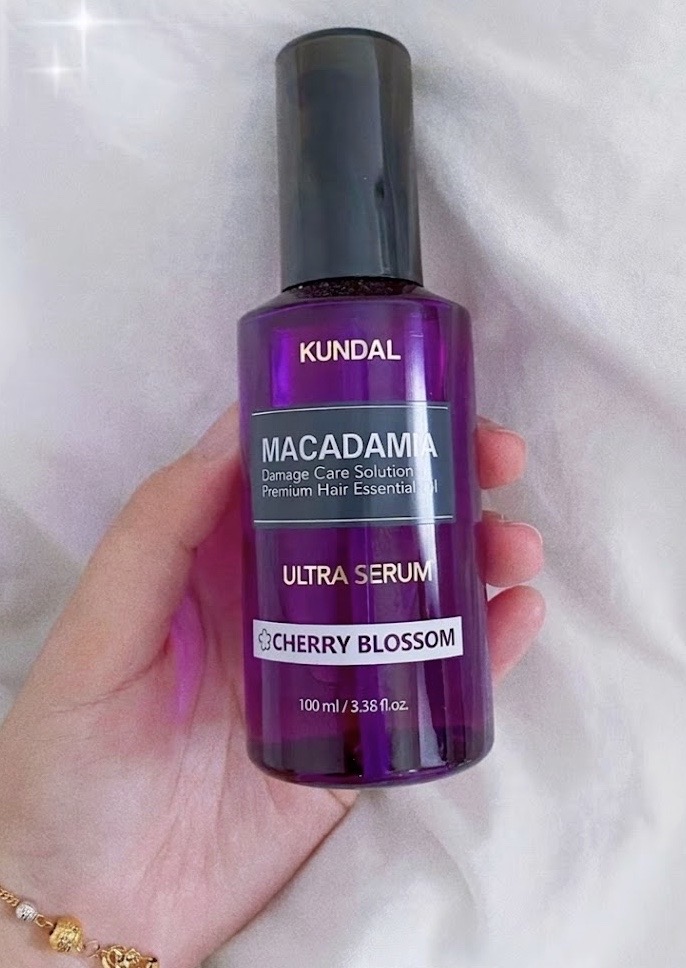 KUNDAL
MACADAMIA
Damage Care Solution
Premium Hair Essential Oil
ULTRA SERUM
CHERRY BLOSSOM
100 ml / 3.38 fl.oz.